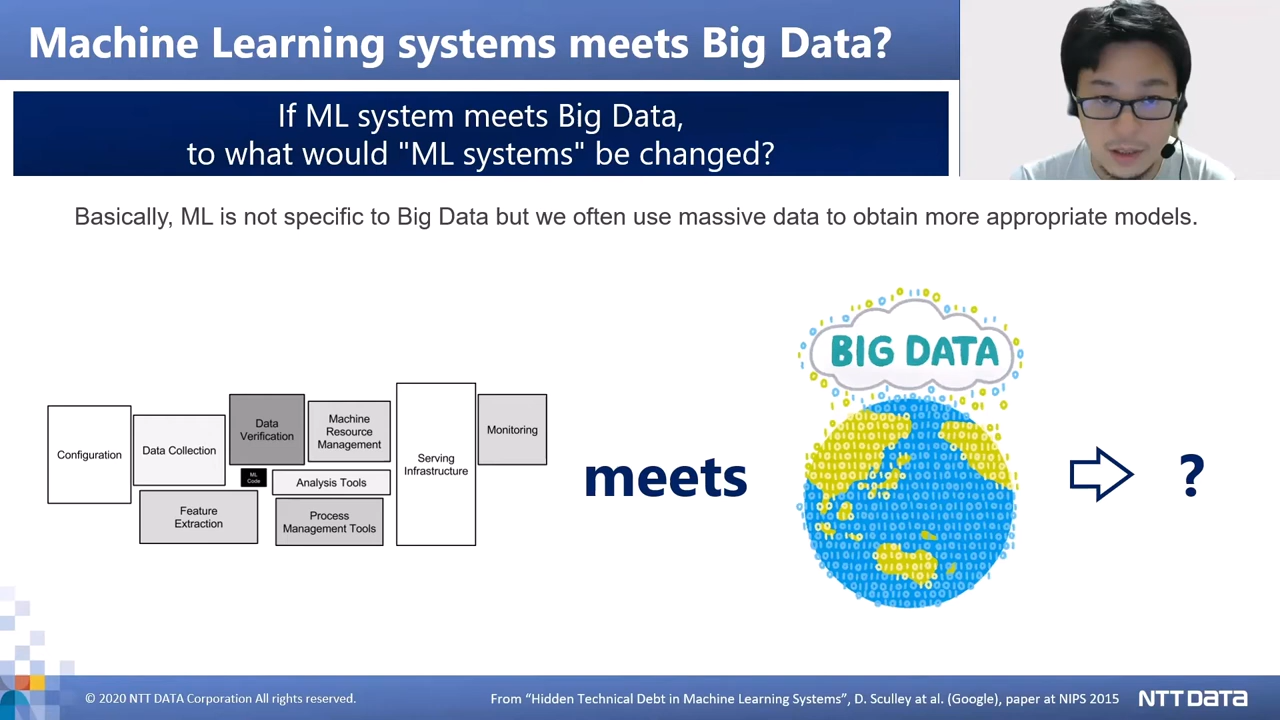 Machine Learning systems meets Big Data?
If ML system meets Big Data,
to what would "ML systems" be changed?
Basically, ML is not specific to Big Data but we often use massive data to obtain more appropriate models.
Configuration
Data Collection
Data
Verification
Machine
Resource
Management
ML
Code
Analysis Tools
Feature
Extraction
Process
Management Tools
Serving
Infrastructure
Monitoring
meets
BIG DATA
?
© 2020 NTT DATA Corporation All rights reserved.
From “Hidden Technical Debt in Machine Learning Systems”, D. Sculley at al. (Google), paper at NIPS 2015
NTT DATA